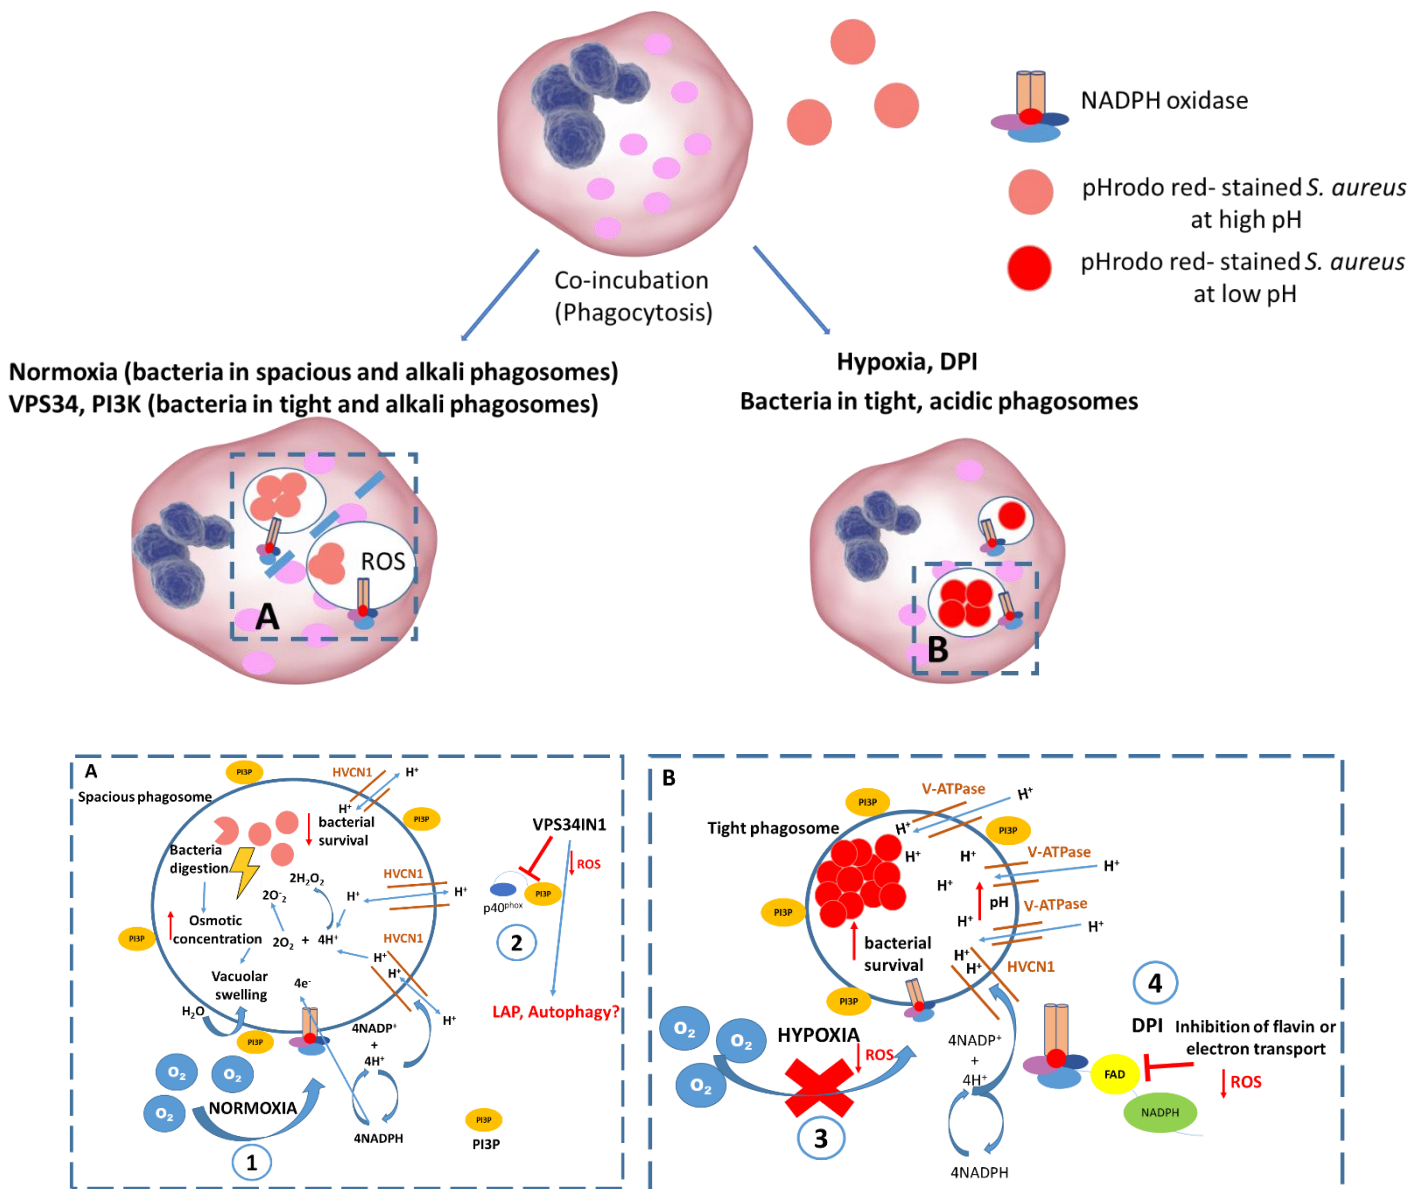 NADPH oxidase
pHrodo red- stained S. aureus
at high pH
pHrodo red- stained S. aureus
at low pH
Co-incubation
(Phagocytosis)
Normoxia (bacteria in spacious and alkali phagosomes)
VPS34, PI3K (bacteria in tight and alkali phagosomes)
Hypoxia, DPI
Bacteria in tight, acidic phagosomes
ROS
A
B
A
Spacious phagosome
PI3P
HVCN1
H⁺
H⁺
PI3P
bacterial
survival
Bacteria
digestion
2H₂O₂
2O⁻₂
H⁺
HVCN1
H⁺
Osmotic
concentration
2O₂ + 4H⁺
HVCN1
H⁺
H⁺
H⁺
PI3P
Vacuolar
swelling
4e⁻
H₂O
PI3P
4NADP⁺
+
4H⁺
4NADPH
O₂
O₂
O₂
NORMOXIA
1
VPS34IN1
ROS
PI3P
p40phox
2
LAP, Autophagy?
PI3P
PI3P
B
Tight phagosome
PI3P
V-ATPase
H⁺
H⁺
PI3P
H⁺
H⁺
V-ATPase
H⁺
H⁺
pH
V-ATPase
H⁺
H⁺
H⁺
H⁺
HVCN1
PI3P
bacterial
survival
PI3P
O₂
O₂
O₂
HYPOXIA
ROS
3
4NADP⁺
+
4H⁺
4NADPH
4
DPI
Inhibition of flavin or
electron transport
ROS
FAD
NADPH